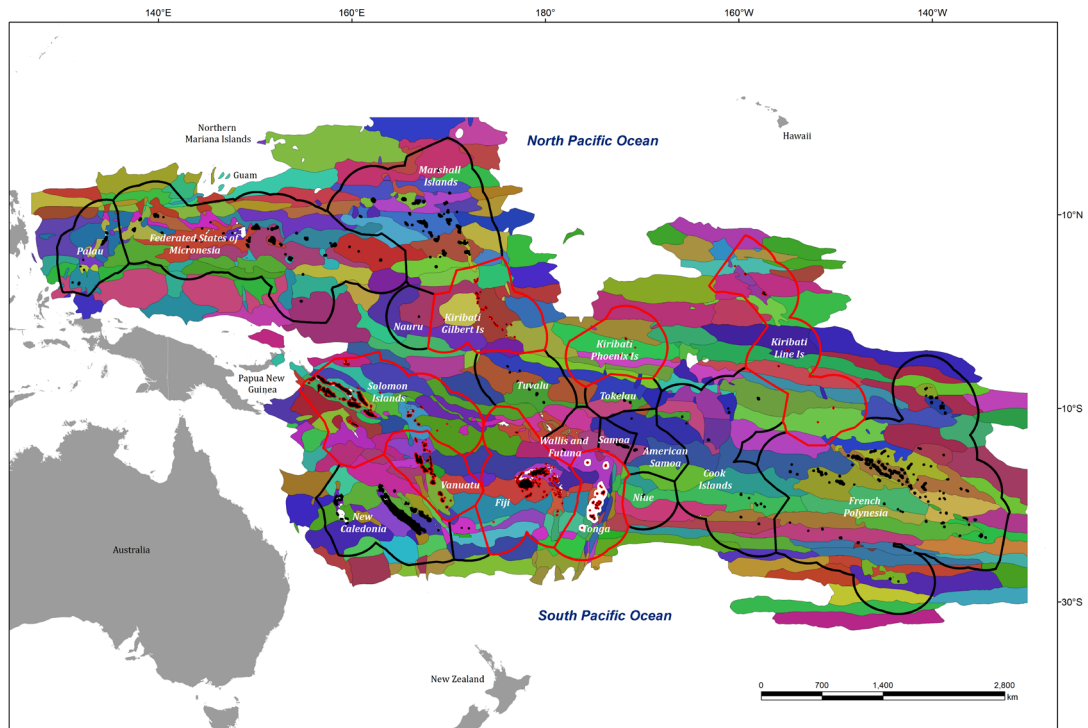 140°E
160°E
180°
160°W
140°W
Northern
Mariana Islands
North Pacific Ocean
Hawaii
Guam
Marshall
Islands
10°N
Palau
Federated States of
Micronesia
Nauru
Kiribati
Gilbert Is
Kiribati
Phoenix Is
Kiribati
Line Is
Papua New
Guinea
Solomon
Islands
Tuvalu
Tokelau
10°S
Wallis and
Futuna
Samoa
American
Samoa
Cook
Islands
Vanuatu
Fiji
Niue
French
Polynesia
New
Caledonia
Tonga
Australia
30°S
South Pacific Ocean
New Zealand
0
700
1,400
2,800
km